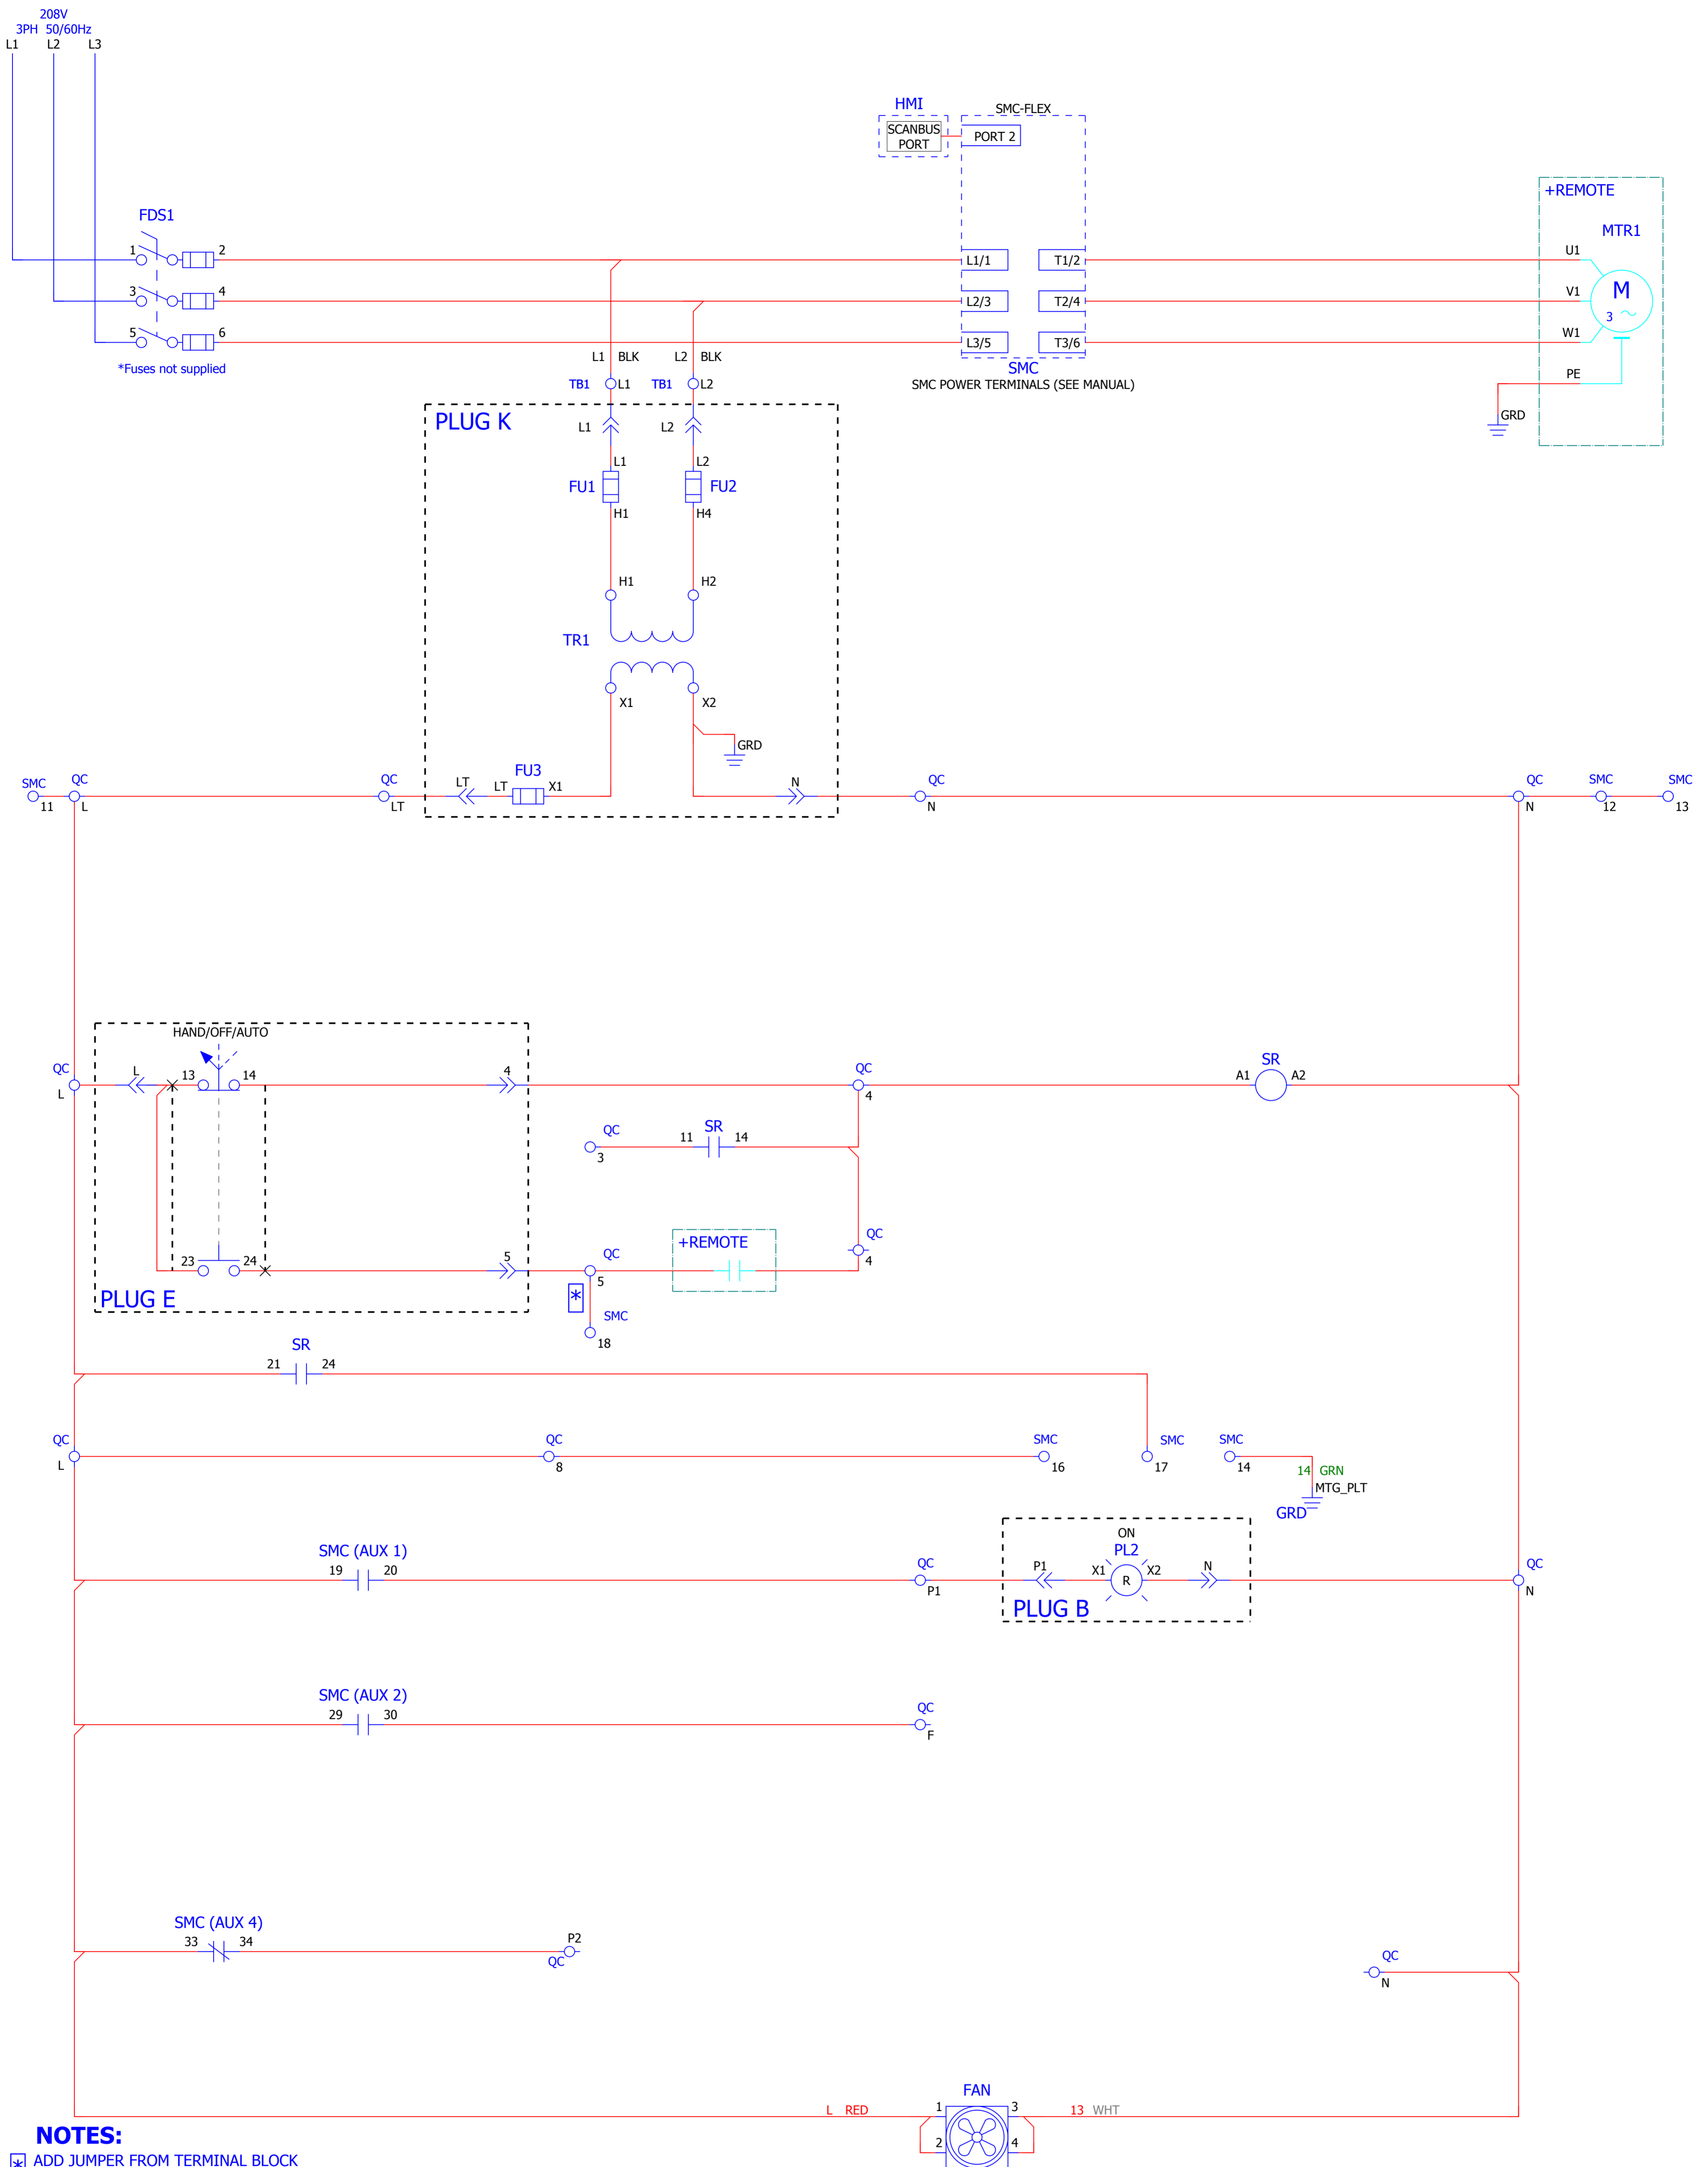 208V
3PH 50/60Hz
L1 L2 L3
HMI
SCANBUS
PORT
SMC-FLEX
PORT 2
+REMOTE
MTR1
FDS1
1 2
3 4
5 6
*Fuses not supplied
L1/1 T1/2
L2/3 T2/4
L3/5 T3/6
SMC
SMC POWER TERMINALS (SEE MANUAL)
U1
V1
W1
PE
M
3
GRD
L1 BLK L2 BLK
TB1 L1 TB1 L2
PLUG K
L1 L2
L1 L2
FU1 FU2
H1 H4
H1 H2
TR1
X1 X2
GRD
SMC QC QC LT LT FU3 X1 N QC QC SMC SMC
11 L LT N N 12 13
HAND/OFF/AUTO
QC L 13 14 4 QC A1 SR A2
L 4
QC 11 SR 14
3
23 24 5 QC +REMOTE QC
5 4
PLUG E
*
SMC
18
SR
21 24
QC QC SMC SMC SMC
L 8 16 17 14
14 GRN
MTG_PLT
GRD
SMC (AUX 1)
19 20
QC
P1
ON
PL2
P1 X1 R X2 N
PLUG B
QC
N
SMC (AUX 2)
29 30
QC
F
SMC (AUX 4)
33 34
P2
QC
QC
N
FAN
L RED 1 3 13 WHT
2 4
NOTES:
* ADD JUMPER FROM TERMINAL BLOCK